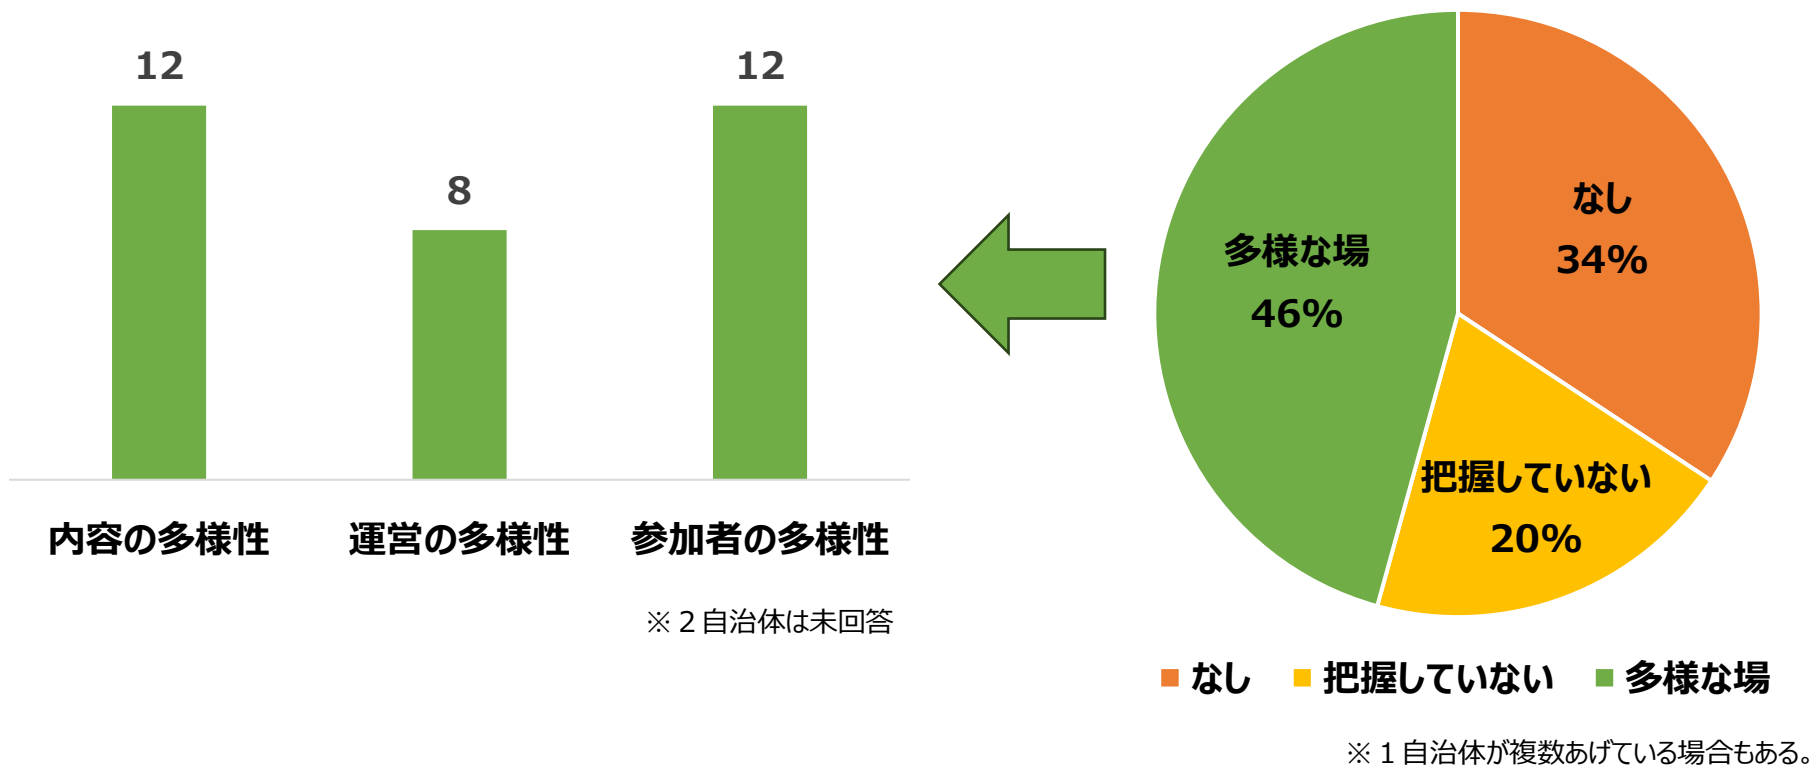 12
8
12
内容の多様性
運営の多様性
参加者の多様性
※２自治体は未回答
なし
34%
多様な場
46%
把握していない
20%
なし 把握していない 多様な場
※１自治体が複数あげている場合もある。